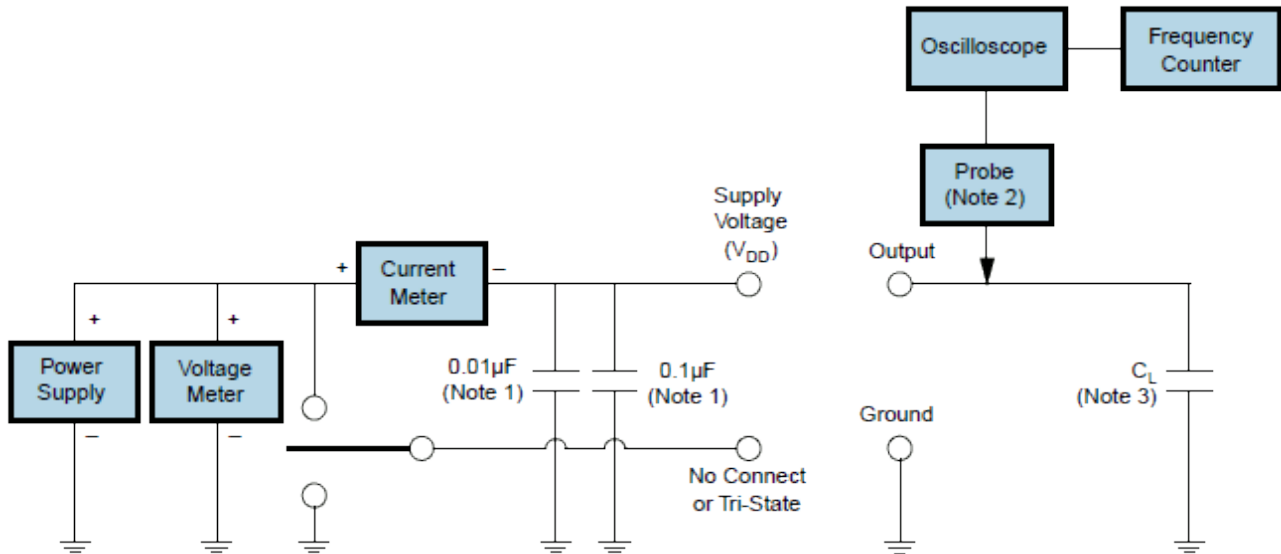 Oscilloscope
Frequency
Counter
Probe
(Note 2)
Supply
Voltage
(VDD)
Output
+
Current
Meter
–
+
Power
Supply
–
+
Voltage
Meter
–
0.01µF
(Note 1)
0.1µF
(Note 1)
CL
(Note 3)
Ground
No Connect
or Tri-State